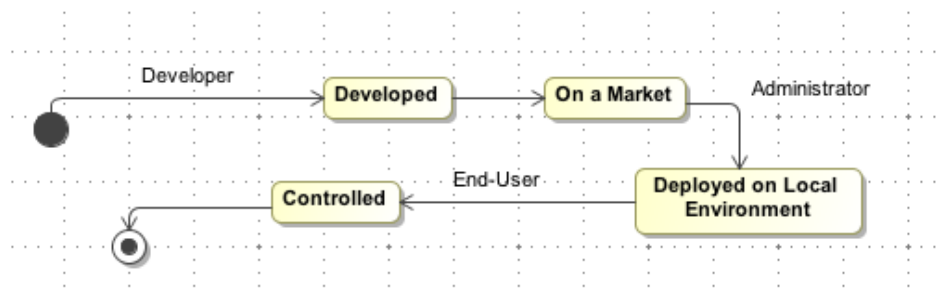 Developer
Developed
On a Market
Administrator
End-User
Deployed on Local
Environment
Controlled